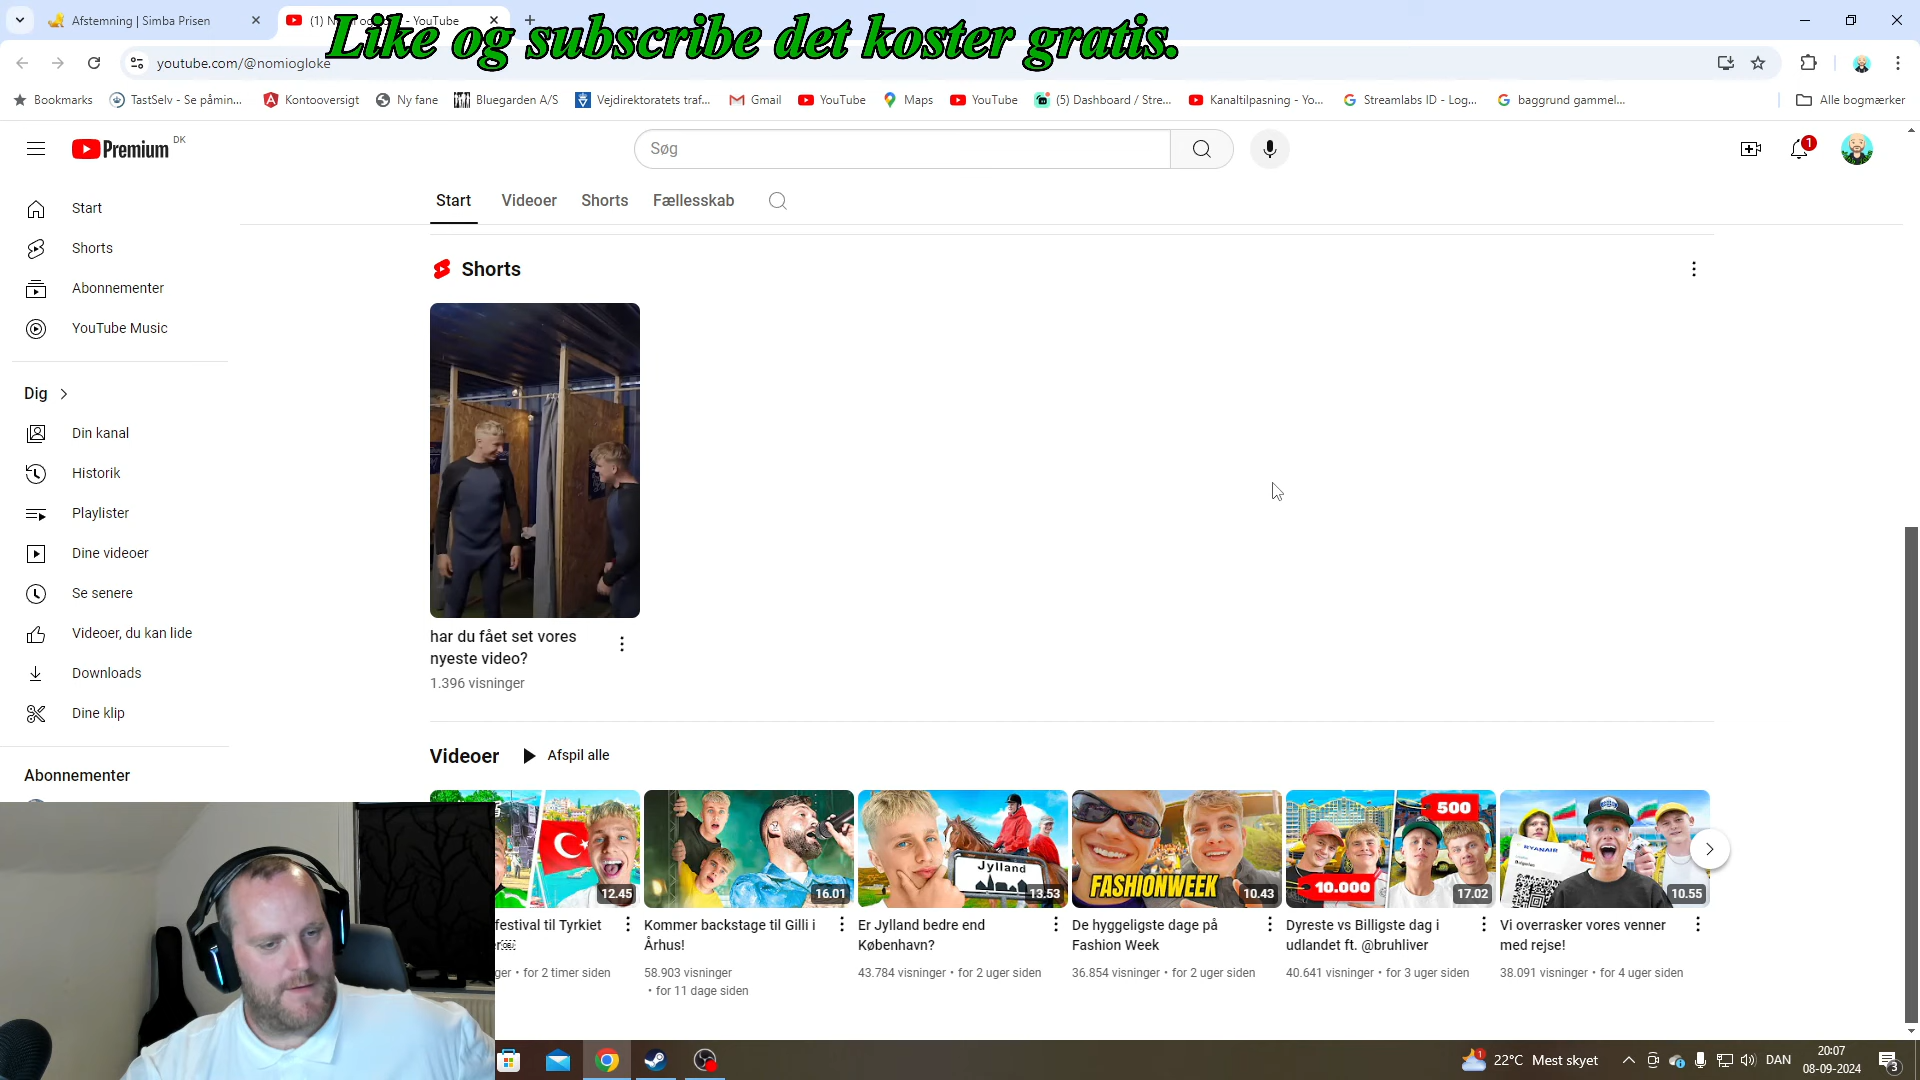 Afstemning | Simba Prisen
Like og subscribe det koster gratis.
youtube.com/@nomiogloke
Bookmarks
TastSelv - Se påmin...
Kontooversigt
Ny fane
Bluegarden A/S
Vejdirektoratets traf...
Gmail
YouTube
Maps
YouTube
(5) Dashboard / Stre...
Kanaltilpasning - Yo...
Streamlabs ID - Log...
baggrund gammel...
Alle bogmærker
Premium DK
Søg
1
Start
Videoer
Shorts
Fællesskab
Start
Shorts
Abonnementer
YouTube Music
Dig
Din kanal
Historik
Playlister
Dine videoer
Se senere
Videoer, du kan lide
Downloads
Dine klip
Abonnementer
Shorts
har du fået set vores
nyeste video?
1.396 visninger
Videoer
Afspil alle
12.45
festival til Tyrkiet
for 2 timer siden
16.01
Kommer backstage til Gilli i
Århus!
58.903 visninger
• for 11 dage siden
Jylland
13.53
Er Jylland bedre end
København?
43.784 visninger • for 2 uger siden
FASHIONWEEK
10.43
De hyggeligste dage på
Fashion Week
36.854 visninger • for 2 uger siden
500
10.000
17.02
Dyreste vs Billigste dag i
udlandet ft. @bruhliver
40.641 visninger • for 3 uger siden
RYANAIR
10.55
Vi overrasker vores venner
med rejse!
38.091 visninger • for 4 uger siden
22°C Mest skyet
DAN
20:07
08-09-2024
3